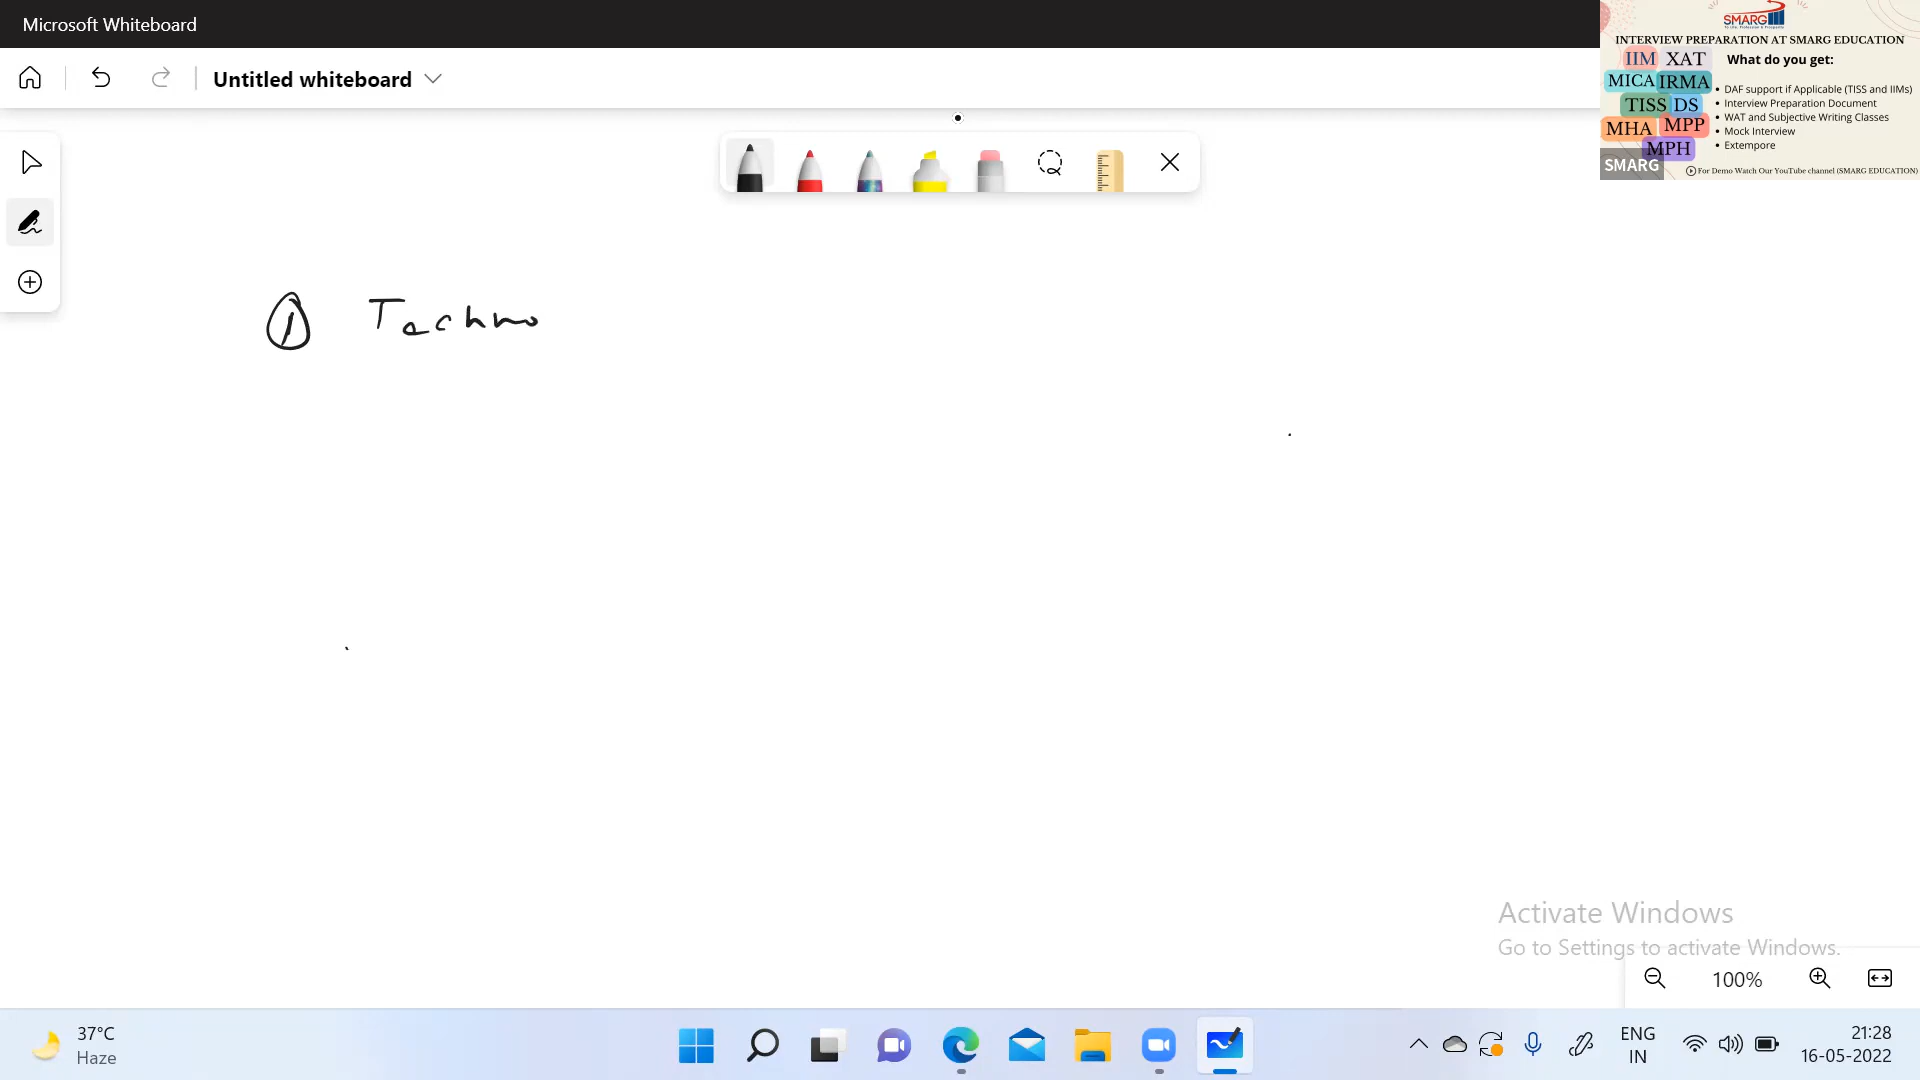 Microsoft Whiteboard
Untitled whiteboard
SMARG
INTERVIEW PREPARATION AT SMARG EDUCATION
IIM XAT
MICA IRMA
TISS DS
MHA MPP
MPH
What do you get:
• DAF support if Applicable (TISS and IIMs)
• Interview Preparation Document
• WAT and Subjective Writing Classes
• Mock Interview
• Extempore
SMARG
For Demo Watch Our YouTube channel (SMARG EDUCATION)
① Techno
Activate Windows
Go to Settings to activate Windows.
100%
37°C
Haze
ENG
IN
21:28
16-05-2022